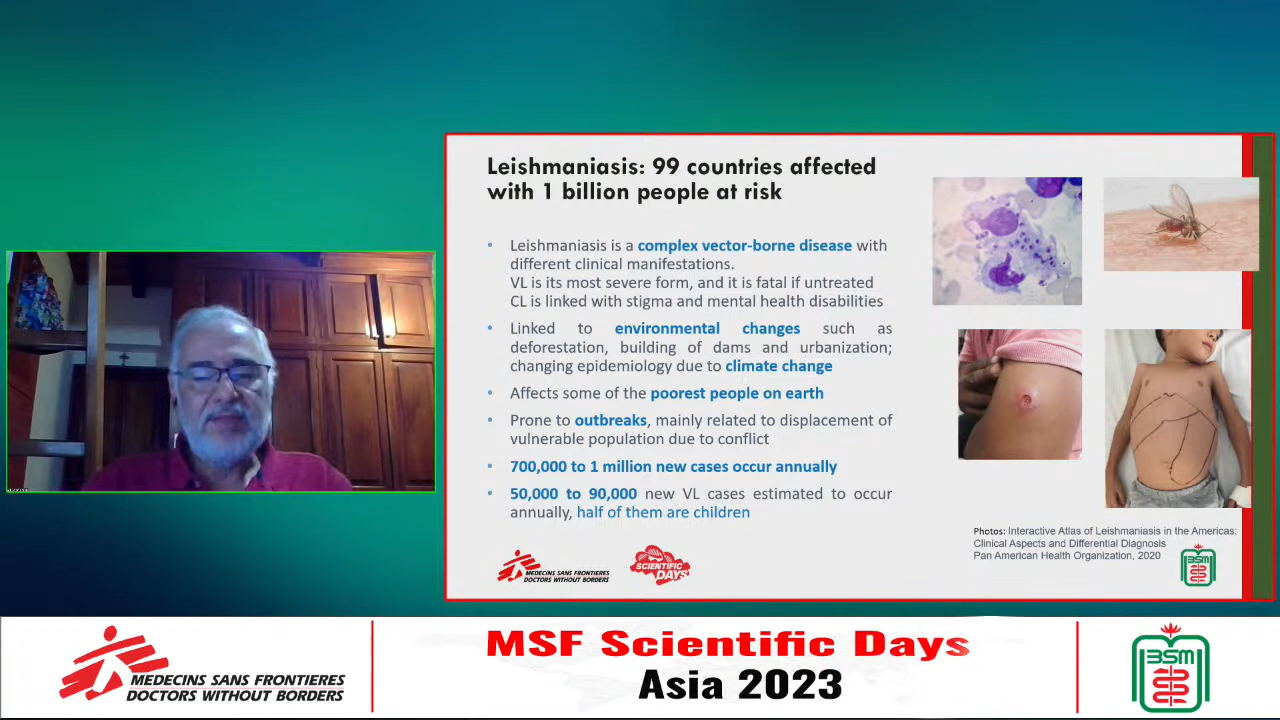 Leishmaniasis: 99 countries affected
with 1 billion people at risk
• Leishmaniasis is a complex vector-borne disease with
different clinical manifestations.
VL is its most severe form, and it is fatal if untreated
CL is linked with stigma and mental health disabilities
• Linked to environmental changes such as
deforestation, building of dams and urbanization;
changing epidemiology due to climate change
• Affects some of the poorest people on earth
• Prone to outbreaks, mainly related to displacement of
vulnerable population due to conflict
• 700,000 to 1 million new cases occur annually
• 50,000 to 90,000 new VL cases estimated to occur
annually, half of them are children
Photos: Interactive Atlas of Leishmaniasis in the Americas:
Clinical Aspects and Differential Diagnosis
Pan American Health Organization, 2020
MEDECINS SANS FRONTIERES
DOCTORS WITHOUT BORDERS
SCIENTIFIC
DAYS
BSM
MEDECINS SANS FRONTIERES
DOCTORS WITHOUT BORDERS
MSF Scientific Days
Asia 2023
BSM